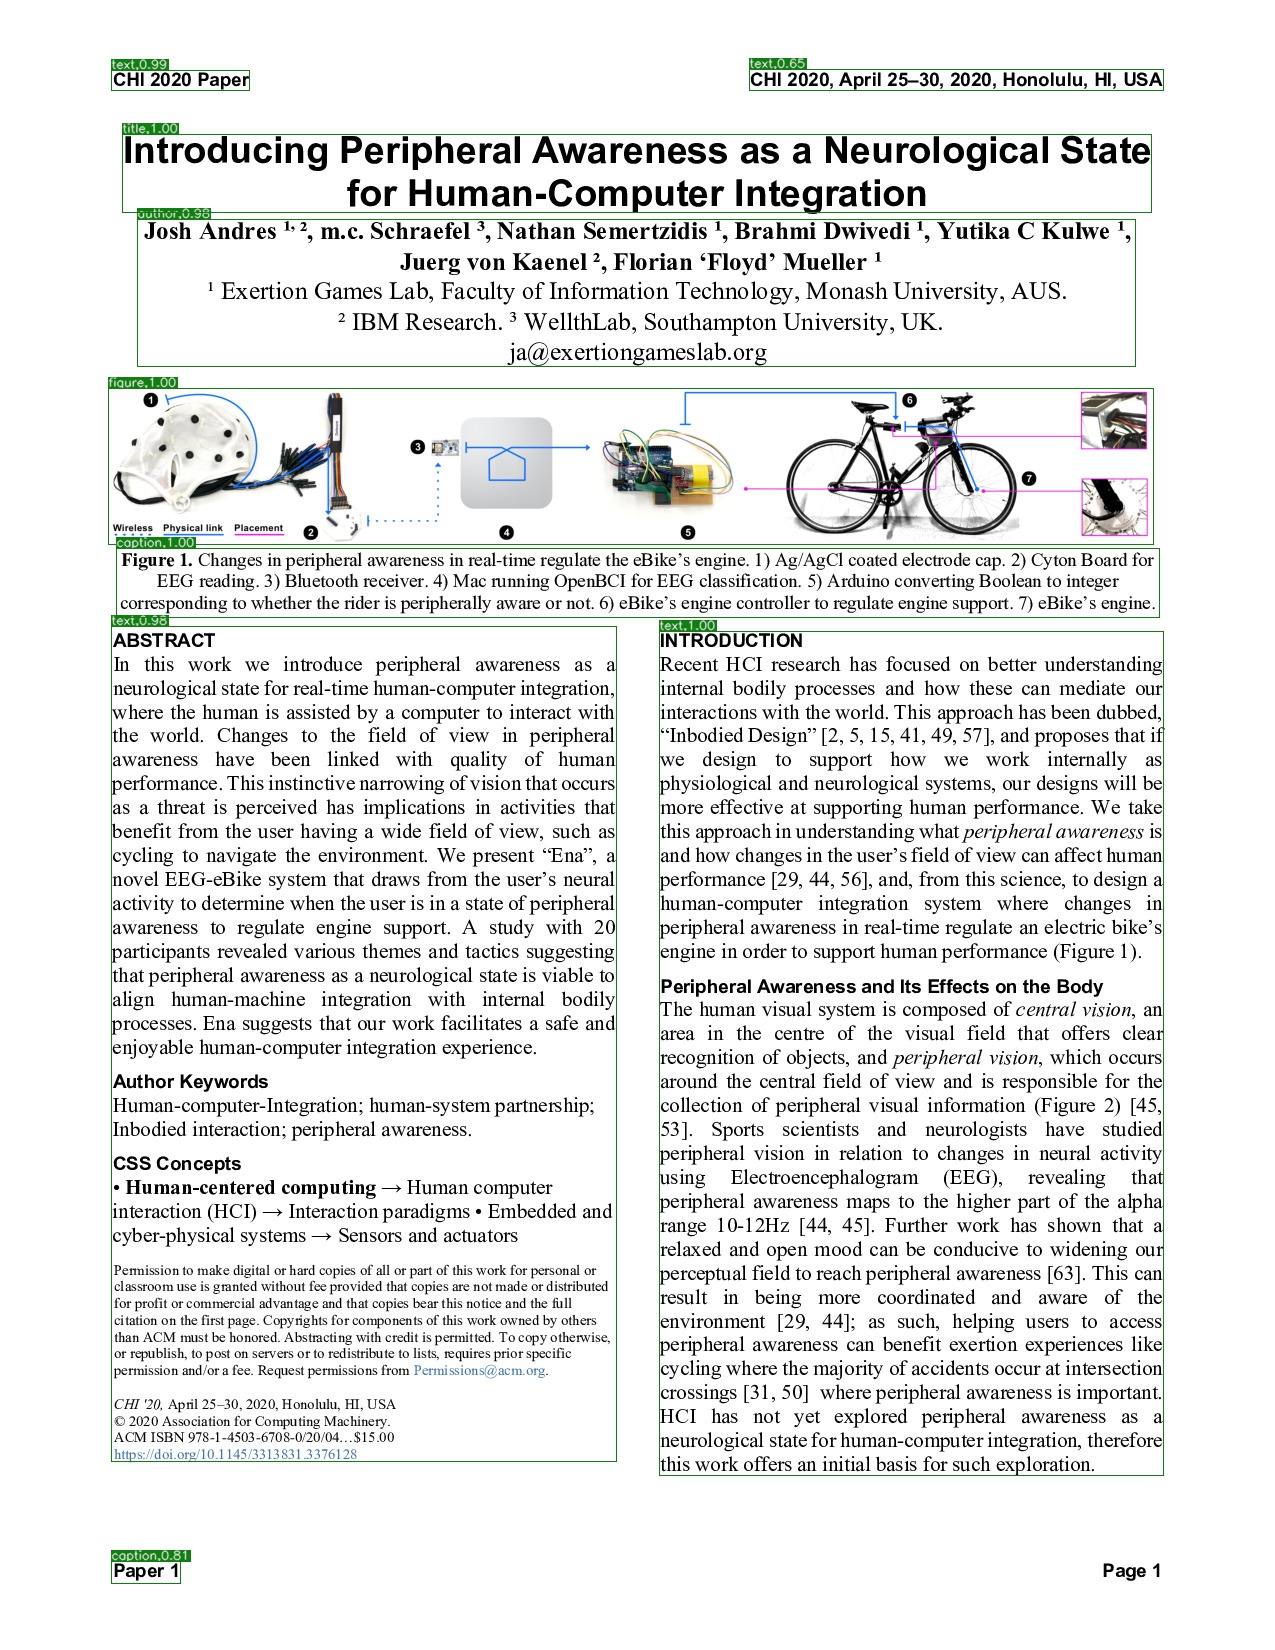 text,0.99
CHI 2020 Paper
text,0.65
CHI 2020, April 25–30, 2020, Honolulu, HI, USA
title,1.00
Introducing Peripheral Awareness as a Neurological State
for Human-Computer Integration
author,0.98
Josh Andres ¹, ², m.c. Schraefel ³, Nathan Semertzidis ¹, Brahmi Dwivedi ¹, Yutika C Kulwe ¹,
Juerg von Kaenel ², Florian ‘Floyd’ Mueller ¹
¹ Exertion Games Lab, Faculty of Information Technology, Monash University, AUS.
² IBM Research. ³ WellthLab, Southampton University, UK.
ja@exertiongameslab.org
figure,1.00
1
2
3
4
5
6
7
Wireless Physical link Placement
caption,1.00
Figure 1. Changes in peripheral awareness in real-time regulate the eBike’s engine. 1) Ag/AgCl coated electrode cap. 2) Cyton Board for
EEG reading. 3) Bluetooth receiver. 4) Mac running OpenBCI for EEG classification. 5) Arduino converting Boolean to integer
corresponding to whether the rider is peripherally aware or not. 6) eBike’s engine controller to regulate engine support. 7) eBike’s engine.
text,0.98
ABSTRACT
In this work we introduce peripheral awareness as a
neurological state for real-time human-computer integration,
where the human is assisted by a computer to interact with
the world. Changes to the field of view in peripheral
awareness have been linked with quality of human
performance. This instinctive narrowing of vision that occurs
as a threat is perceived has implications in activities that
benefit from the user having a wide field of view, such as
cycling to navigate the environment. We present “Ena”, a
novel EEG-eBike system that draws from the user’s neural
activity to determine when the user is in a state of peripheral
awareness to regulate engine support. A study with 20
participants revealed various themes and tactics suggesting
that peripheral awareness as a neurological state is viable to
align human-machine integration with internal bodily
processes. Ena suggests that our work facilitates a safe and
enjoyable human-computer integration experience.
Author Keywords
Human-computer-Integration; human-system partnership;
Inbodied interaction; peripheral awareness.
CSS Concepts
• Human-centered computing → Human computer
interaction (HCI) → Interaction paradigms • Embedded and
cyber-physical systems → Sensors and actuators
Permission to make digital or hard copies of all or part of this work for personal or
classroom use is granted without fee provided that copies are not made or distributed
for profit or commercial advantage and that copies bear this notice and the full
citation on the first page. Copyrights for components of this work owned by others
than ACM must be honored. Abstracting with credit is permitted. To copy otherwise,
or republish, to post on servers or to redistribute to lists, requires prior specific
permission and/or a fee. Request permissions from Permissions@acm.org.
CHI '20, April 25–30, 2020, Honolulu, HI, USA
© 2020 Association for Computing Machinery.
ACM ISBN 978-1-4503-6708-0/20/04…$15.00
https://doi.org/10.1145/3313831.3376128
text,1.00
INTRODUCTION
Recent HCI research has focused on better understanding
internal bodily processes and how these can mediate our
interactions with the world. This approach has been dubbed,
“Inbodied Design” [2, 5, 15, 41, 49, 57], and proposes that if
we design to support how we work internally as
physiological and neurological systems, our designs will be
more effective at supporting human performance. We take
this approach in understanding what peripheral awareness is
and how changes in the user’s field of view can affect human
performance [29, 44, 56], and, from this science, to design a
human-computer integration system where changes in
peripheral awareness in real-time regulate an electric bike’s
engine in order to support human performance (Figure 1).
Peripheral Awareness and Its Effects on the Body
The human visual system is composed of central vision, an
area in the centre of the visual field that offers clear
recognition of objects, and peripheral vision, which occurs
around the central field of view and is responsible for the
collection of peripheral visual information (Figure 2) [45,
53]. Sports scientists and neurologists have studied
peripheral vision in relation to changes in neural activity
using Electroencephalogram (EEG), revealing that
peripheral awareness maps to the higher part of the alpha
range 10-12Hz [44, 45]. Further work has shown that a
relaxed and open mood can be conducive to widening our
perceptual field to reach peripheral awareness [63]. This can
result in being more coordinated and aware of the
environment [29, 44]; as such, helping users to access
peripheral awareness can benefit exertion experiences like
cycling where the majority of accidents occur at intersection
crossings [31, 50] where peripheral awareness is important.
HCI has not yet explored peripheral awareness as a
neurological state for human-computer integration, therefore
this work offers an initial basis for such exploration.
caption,0.81
Paper 1
Page 1